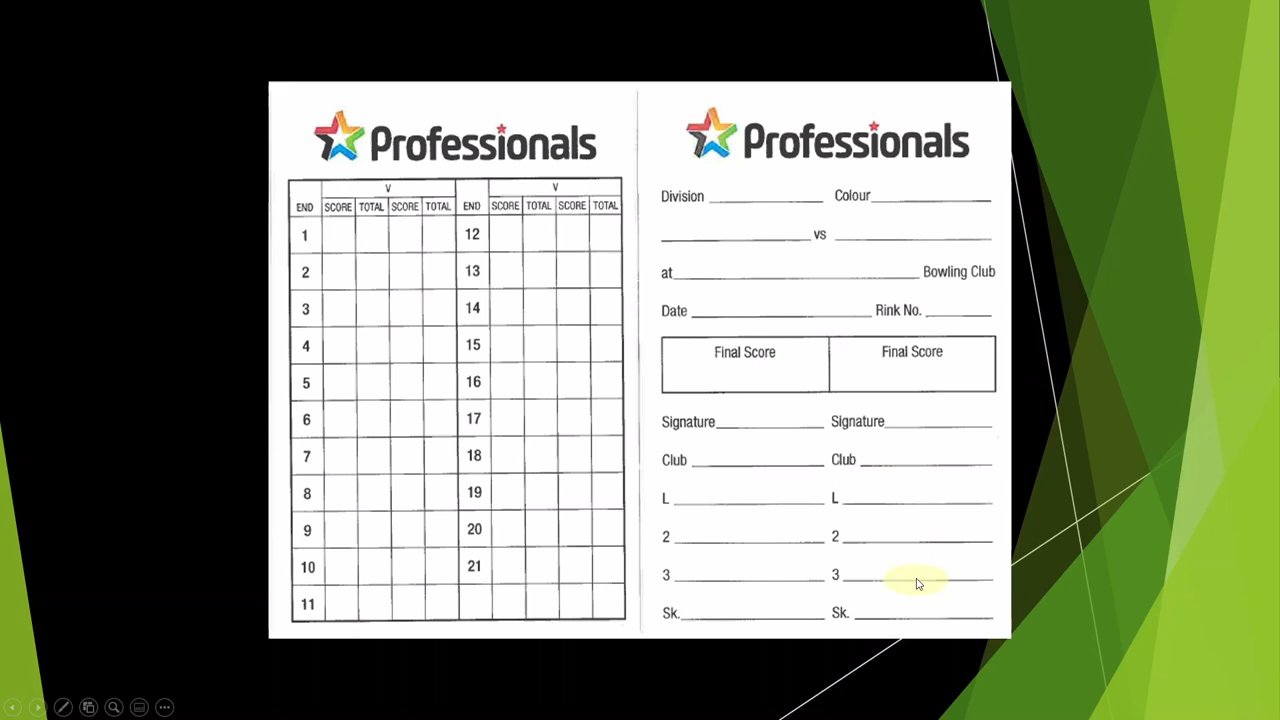 Professionals
V V
END SCORE TOTAL SCORE TOTAL END SCORE TOTAL SCORE TOTAL
1 12
2 13
3 14
4 15
5 16
6 17
7 18
8 19
9 20
10 21
11
Professionals
Division Colour
vs
at Bowling Club
Date Rink No.
Final Score Final Score
Signature Signature
Club Club
L L
2 2
3 3
Sk. Sk.